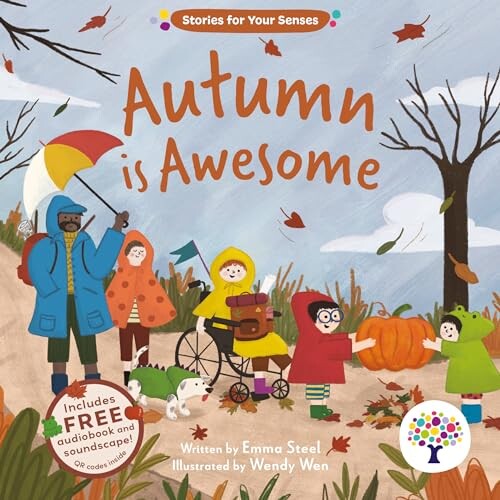 Stories for Your Senses
Autumn
is Awesome
Includes
FREE
audiobook and
soundscape!
QR codes inside
Written by Emma Steel
Illustrated by Wendy Wen